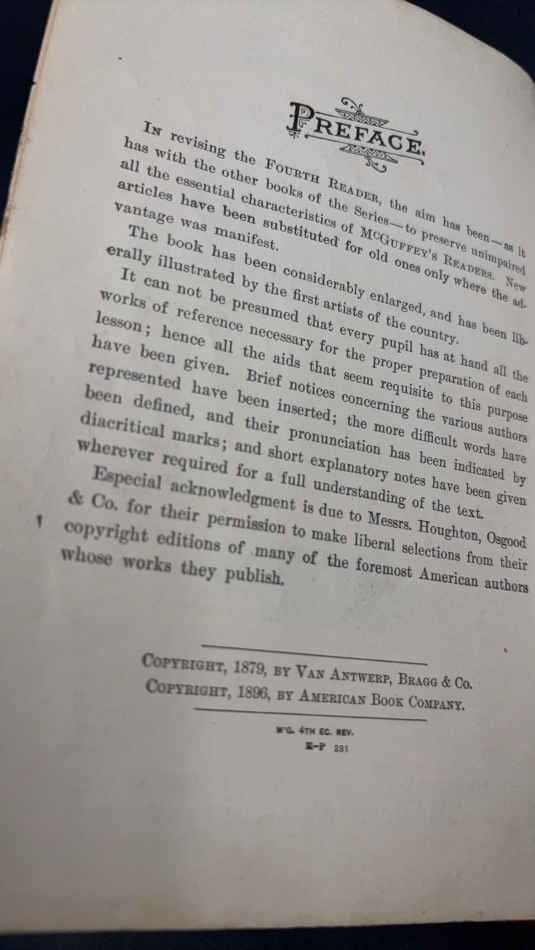 PREFACE.
IN revising the FOURTH READER, the aim has been—as it
has with the other books of the Series—to preserve unimpaired
all the essential characteristics of McGUFFEY'S READERS. New
articles have been substituted for old ones only where the ad-
vantage was manifest.
The book has been considerably enlarged, and has been lib-
erally illustrated by the first artists of the country.
It can not be presumed that every pupil has at hand all the
works of reference necessary for the proper preparation of each
lesson; hence all the aids that seem requisite to this purpose
have been given. Brief notices concerning the various authors
represented have been inserted; the more difficult words have
been defined, and their pronunciation has been indicated by
diacritical marks; and short explanatory notes have been given
wherever required for a full understanding of the text.
Especial acknowledgment is due to Messrs. Houghton, Osgood
& Co. for their permission to make liberal selections from their
copyright editions of many of the foremost American authors
whose works they publish.
COPYRIGHT, 1879, BY VAN ANTWERP, BRAGG & CO.
COPYRIGHT, 1896, BY AMERICAN BOOK COMPANY.
M'G. 4TH EC. REV.
E-P 281